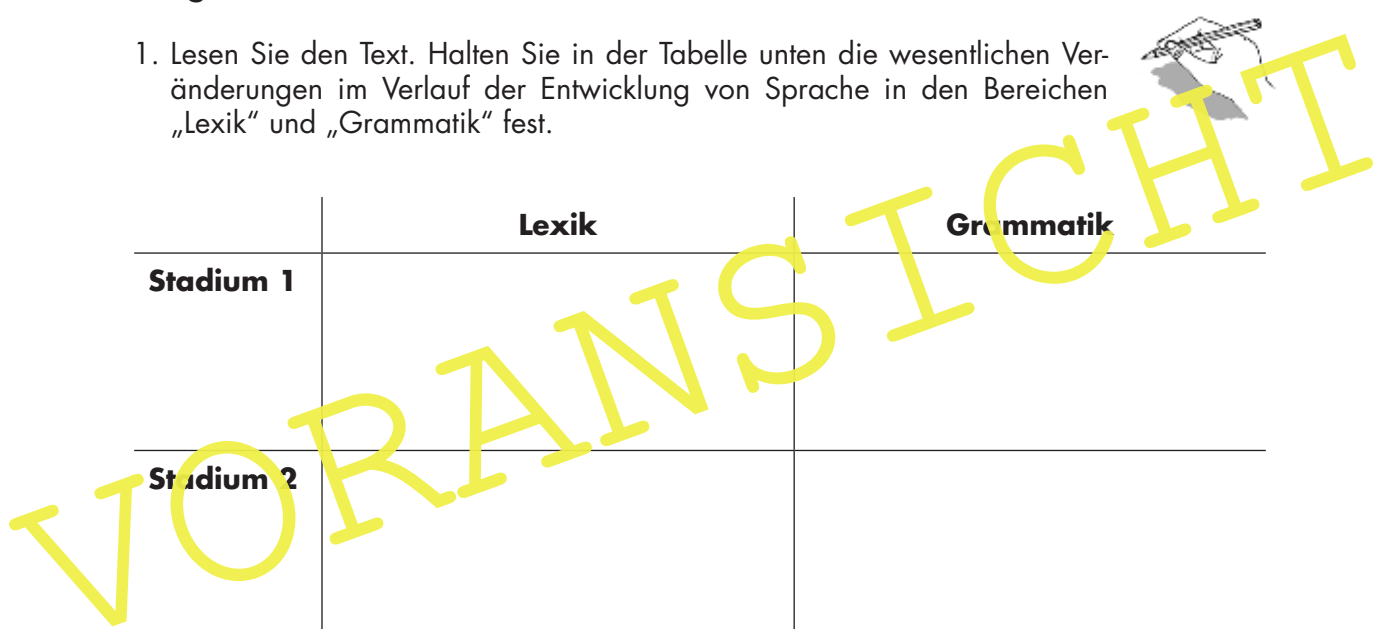 1. Lesen Sie den Text. Halten Sie in der Tabelle unten die wesentlichen Ver-
änderungen im Verlauf der Entwicklung von Sprache in den Bereichen
„Lexik“ und „Grammatik“ fest.
Lexik Grammatik
Stadium 1
Stadium 2
VORANSICHT